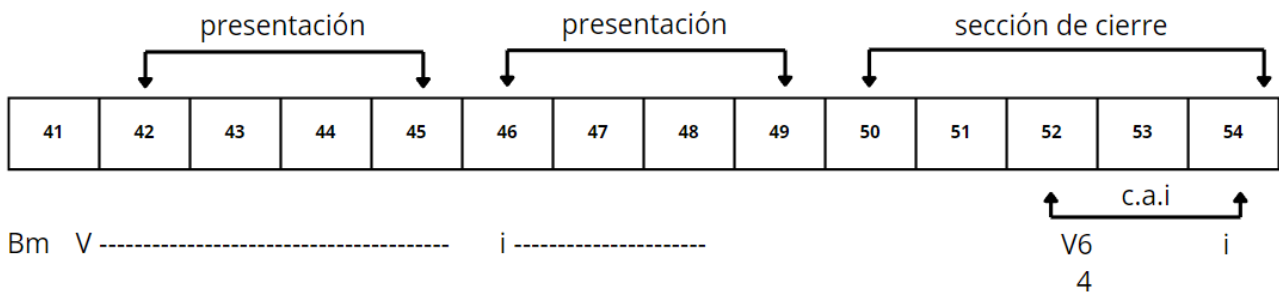 presentación presentación sección de cierre
41 42 43 44 45 46 47 48 49 50 51 52 53 54
c.a.i
Bm V ---------------------------------------- i ---------------------- V6 i
4